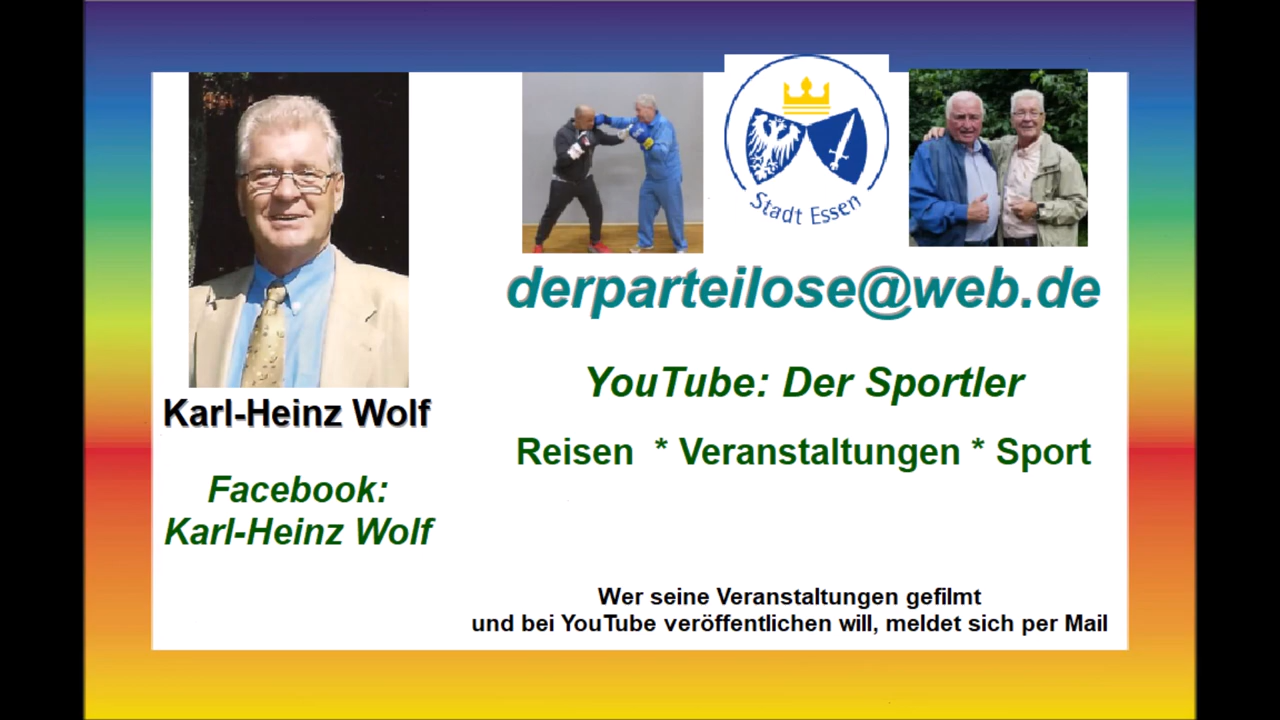 Stadt Essen
derparteilose@web.de
YouTube: Der Sportler
Reisen * Veranstaltungen * Sport
Karl-Heinz Wolf
Facebook:
Karl-Heinz Wolf
Wer seine Veranstaltungen gefilmt
und bei YouTube veröffentlichen will, meldet sich per Mail